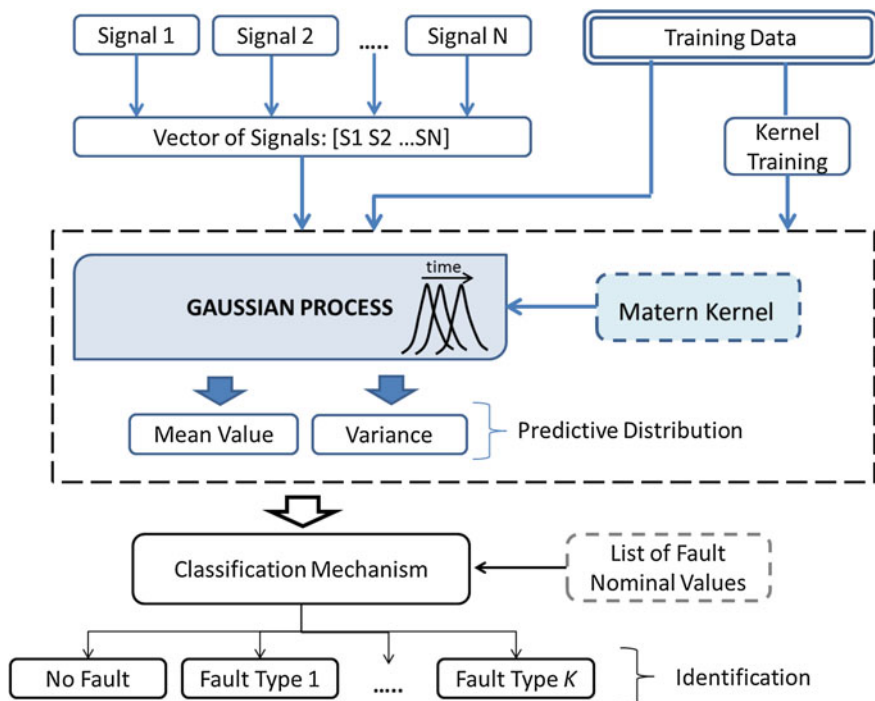 Signal 1
Signal 2
.....
Signal N
Training Data
Vector of Signals: [S1 S2 ...SN]
Kernel
Training
time
GAUSSIAN PROCESS
Matern Kernel
Mean Value
Variance
Predictive Distribution
Classification Mechanism
List of Fault
Nominal Values
No Fault
Fault Type 1
.....
Fault Type K
Identification